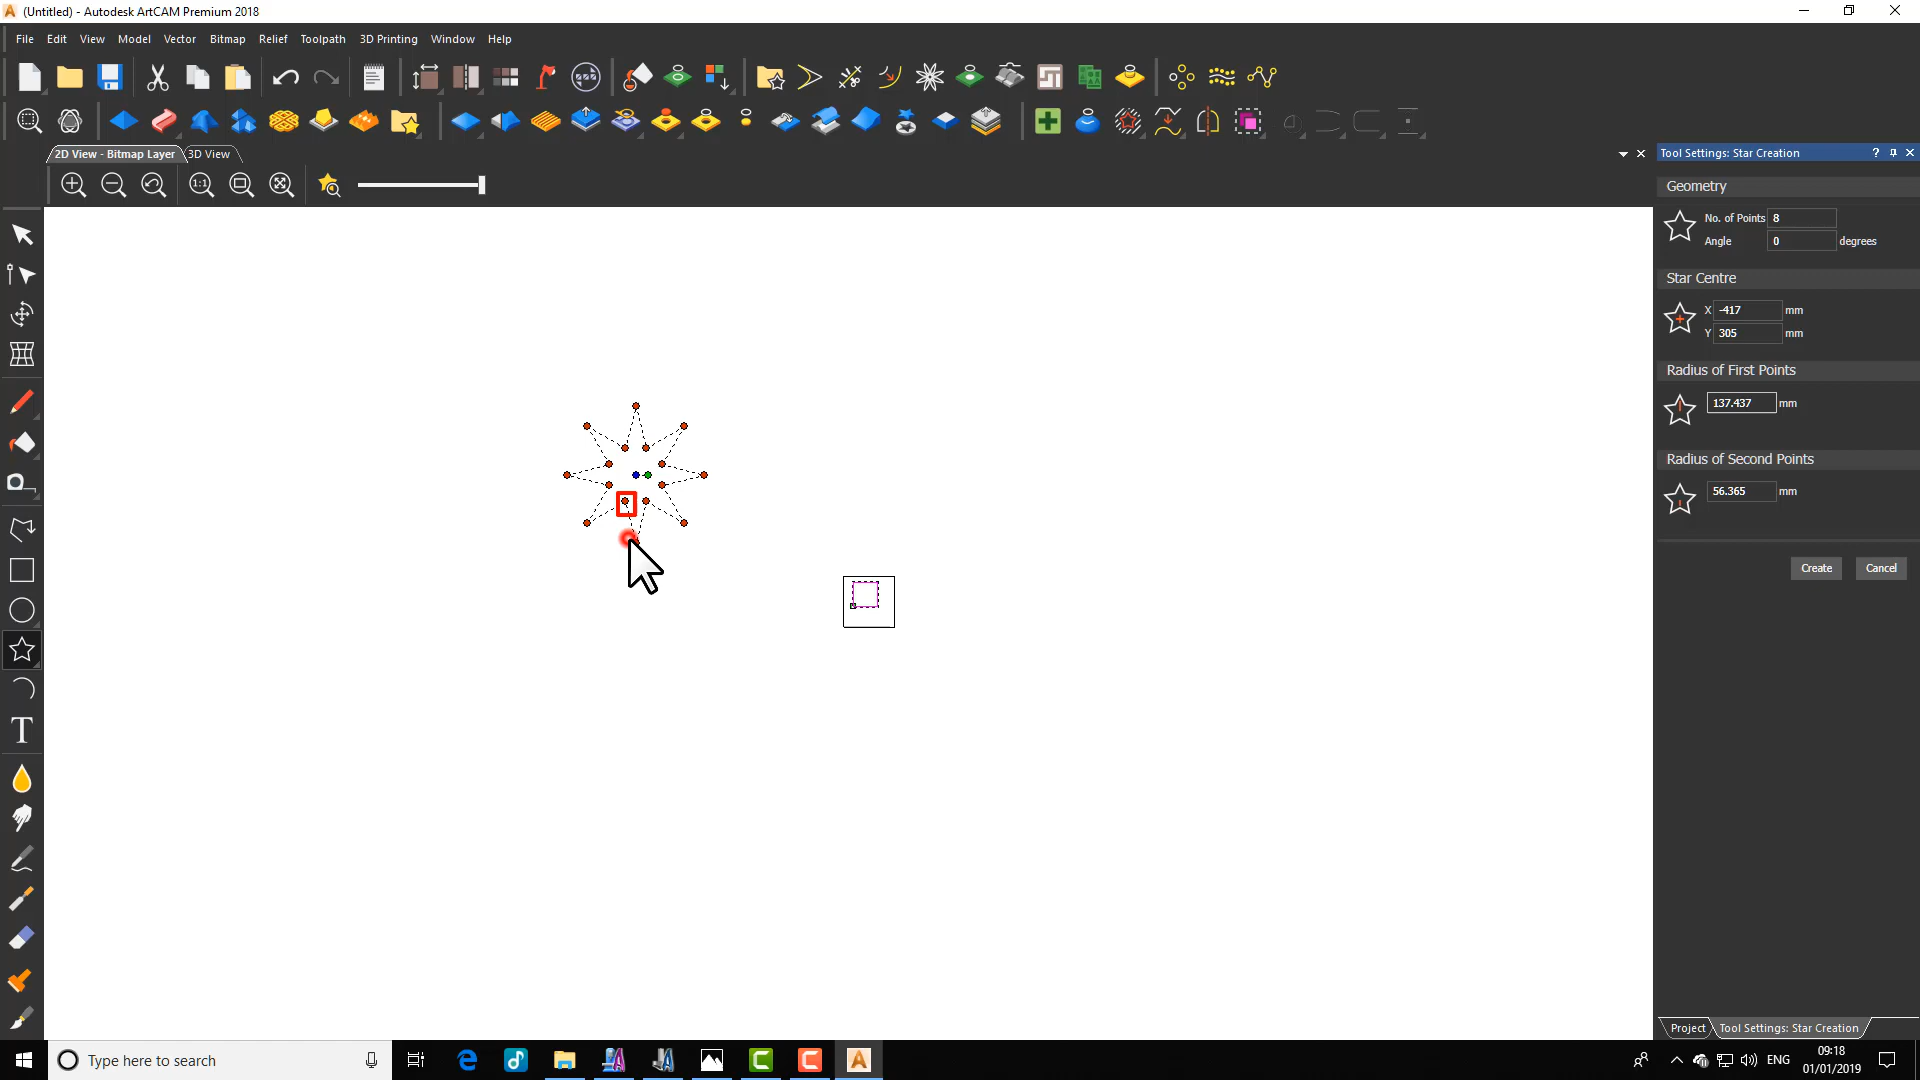 (Untitled) - Autodesk ArtCAM Premium 2018
File Edit View Model Vector Bitmap Relief Toolpath 3D Printing Window Help
2D View - Bitmap Layer 3D View
1:1
Tool Settings: Star Creation
Geometry
No. of Points 8
Angle 0 degrees
Star Centre
X -417 mm
Y 305 mm
Radius of First Points
137.437 mm
Radius of Second Points
56.365 mm
Create Cancel
T
Project Tool Settings: Star Creation
Type here to search
ENG
09:18
01/01/2019